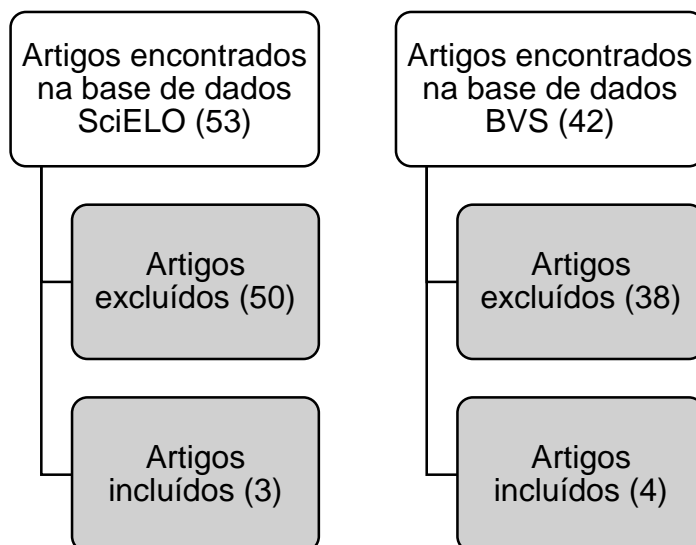 Artigos encontrados
na base de dados
SciELO (53)
Artigos
excluídos (50)
Artigos
incluídos (3)
Artigos encontrados
na base de dados
BVS (42)
Artigos
excluídos (38)
Artigos
incluídos (4)